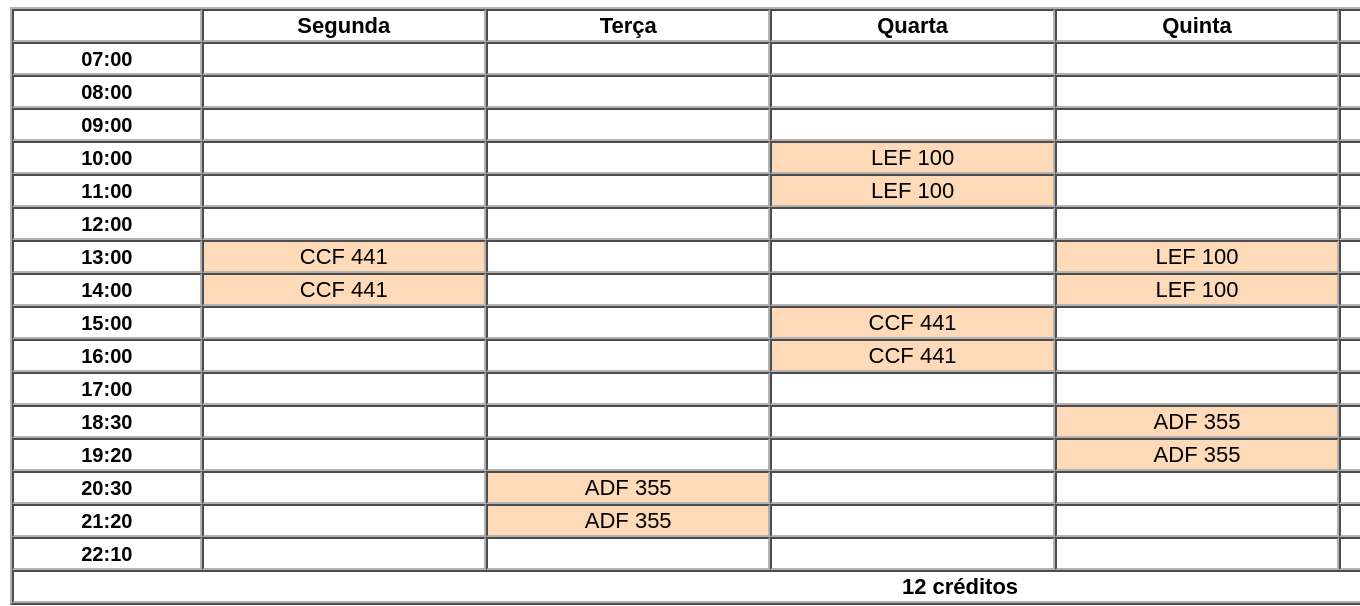 Segunda Terça Quarta Quinta
07:00
08:00
09:00
10:00 LEF 100
11:00 LEF 100
12:00
13:00 CCF 441 LEF 100
14:00 CCF 441 LEF 100
15:00 CCF 441
16:00 CCF 441
17:00
18:30 ADF 355
19:20 ADF 355
20:30 ADF 355
21:20 ADF 355
22:10
12 créditos